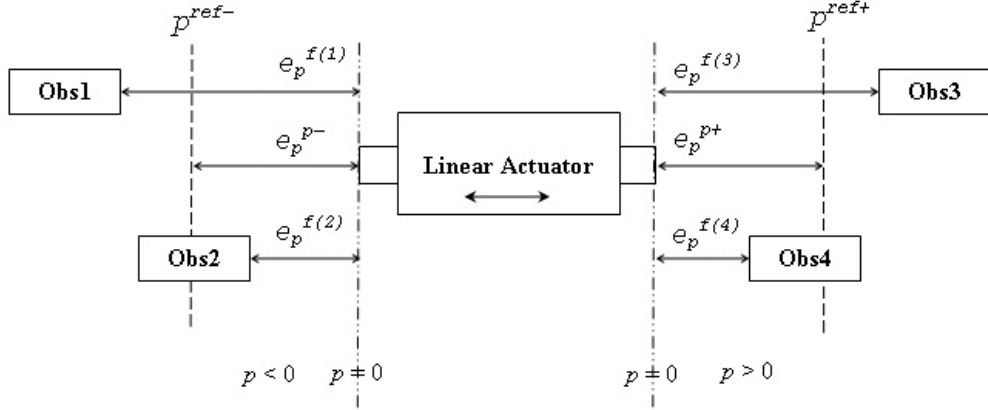 p^{ref-} p^{ref+}
e_p^{f(1)} e_p^{f(3)}
Obs1 Obs3
e_p^{p-} e_p^{p+}
Linear Actuator
e_p^{f(2)} e_p^{f(4)}
Obs2 Obs4
p < 0 p = 0 p = 0 p > 0